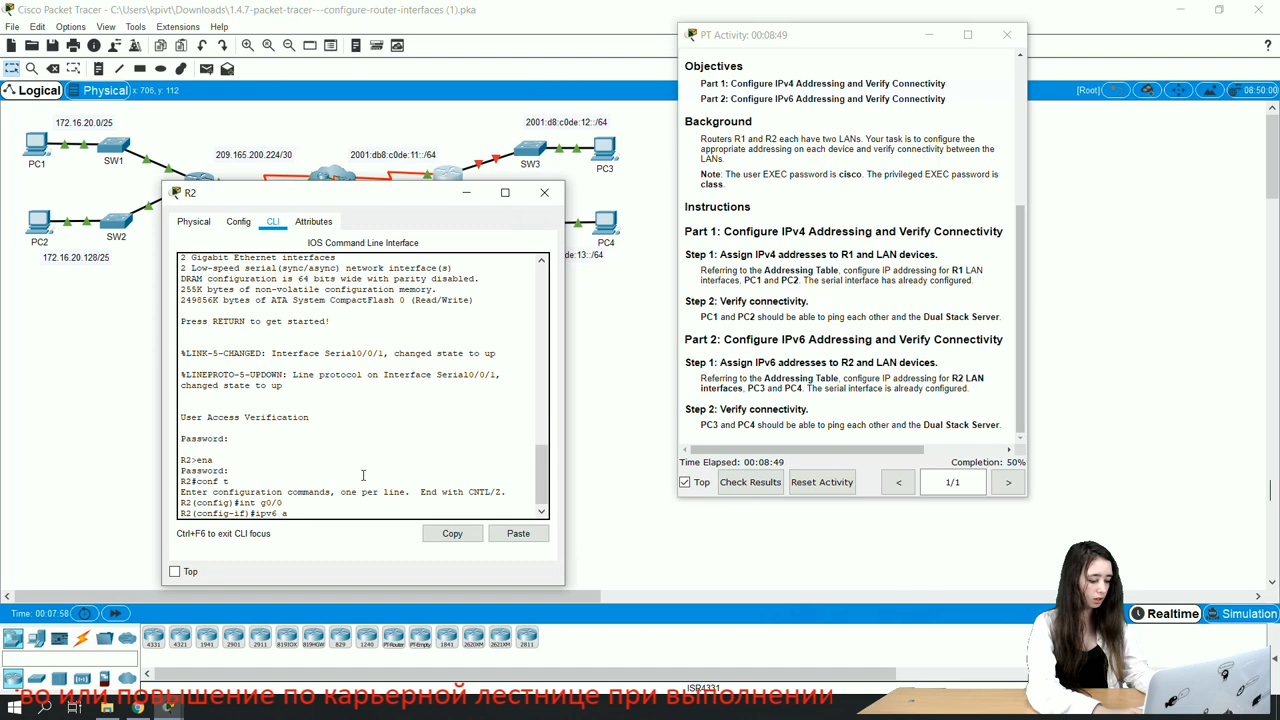 Cisco Packet Tracer - C:\Users\kpivt\Downloads\1.4.7-packet-tracer---configure-router-interfaces (1).pka
File Edit Options View Tools Extensions Help
Logical Physical x: 706, y: 112
[Root] 08:50:00
172.16.20.0/25
PC1
SW1
209.165.200.224/30
2001:db8:c0de:11::/64
2001:d8:c0de:12::/64
SW3
PC3
PC2
SW2
172.16.20.128/25
PC4
de:13::/64
R2
Physical Config CLI Attributes
IOS Command Line Interface
2 Gigabit Ethernet interfaces
2 Low-speed serial(sync/async) network interface(s)
DRAM configuration is 64 bits wide with parity disabled.
255K bytes of non-volatile configuration memory.
249856K bytes of ATA System CompactFlash 0 (Read/Write)
Press RETURN to get started!
%LINK-5-CHANGED: Interface Serial0/0/1, changed state to up
%LINEPROTO-5-UPDOWN: Line protocol on Interface Serial0/0/1,
changed state to up
User Access Verification
Password:
R2>ena
Password:
R2#conf t
Enter configuration commands, one per line.  End with CNTL/Z.
R2(config)#int g0/0
R2(config-if)#ipv6 a
Ctrl+F6 to exit CLI focus
Copy
Paste
Top
PT Activity: 00:08:49
Objectives
Part 1: Configure IPv4 Addressing and Verify Connectivity
Part 2: Configure IPv6 Addressing and Verify Connectivity
Background
Routers R1 and R2 each have two LANs. Your task is to configure the
appropriate addressing on each device and verify connectivity between the
LANs.
Note: The user EXEC password is cisco. The privileged EXEC password is
class.
Instructions
Part 1: Configure IPv4 Addressing and Verify Connectivity
Step 1: Assign IPv4 addresses to R1 and LAN devices.
Referring to the Addressing Table, configure IP addressing for R1 LAN
interfaces, PC1 and PC2. The serial interface has already configured.
Step 2: Verify connectivity.
PC1 and PC2 should be able to ping each other and the Dual Stack Server.
Part 2: Configure IPv6 Addressing and Verify Connectivity
Step 1: Assign IPv6 addresses to R2 and LAN devices.
Referring to the Addressing Table, configure IP addressing for R2 LAN
interfaces, PC3 and PC4. The serial interface is already configured.
Step 2: Verify connectivity.
PC3 and PC4 should be able to ping each other and the Dual Stack Server.
Time Elapsed: 00:08:49
Completion: 50%
Top
Check Results
Reset Activity
<
1/1
>
Time: 00:07:58
Realtime
Simulation
4331 4321 1941 2901 2911 819IOX 819HGW 829 1240 PT-Router PT-Empty 1841 2620XM 2621XM 2811
ISR4331
во или повышение по карьерной лестнице при выполнении